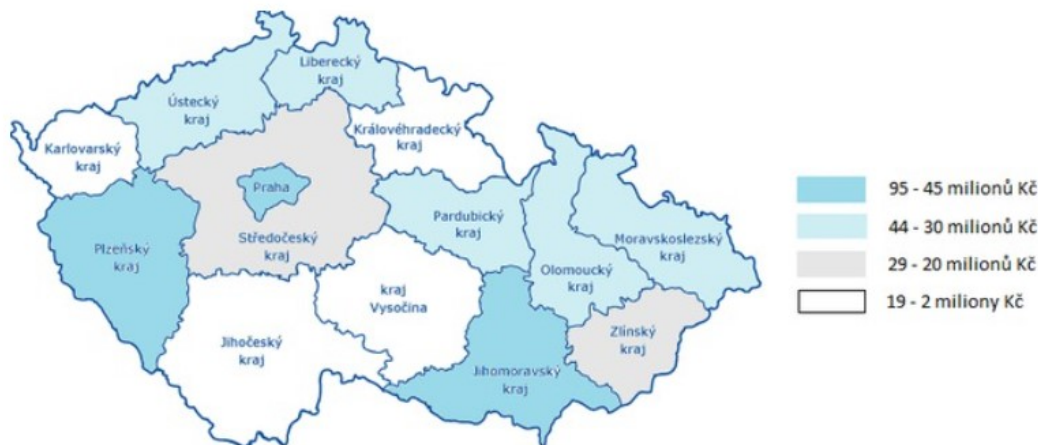 Liberecký
kraj
Ústecký
kraj
Karlovarský
kraj
Královéhradecký
kraj
Praha
Středočeský
kraj
Plzeňský
kraj
Pardubický
kraj
Moravskoslezský
kraj
Olomoucký
kraj
kraj
Vysočina
Jihočeský
kraj
Jihomoravský
kraj
Zlínský
kraj
95 - 45 milionů Kč
44 - 30 milionů Kč
29 - 20 milionů Kč
19 - 2 miliony Kč